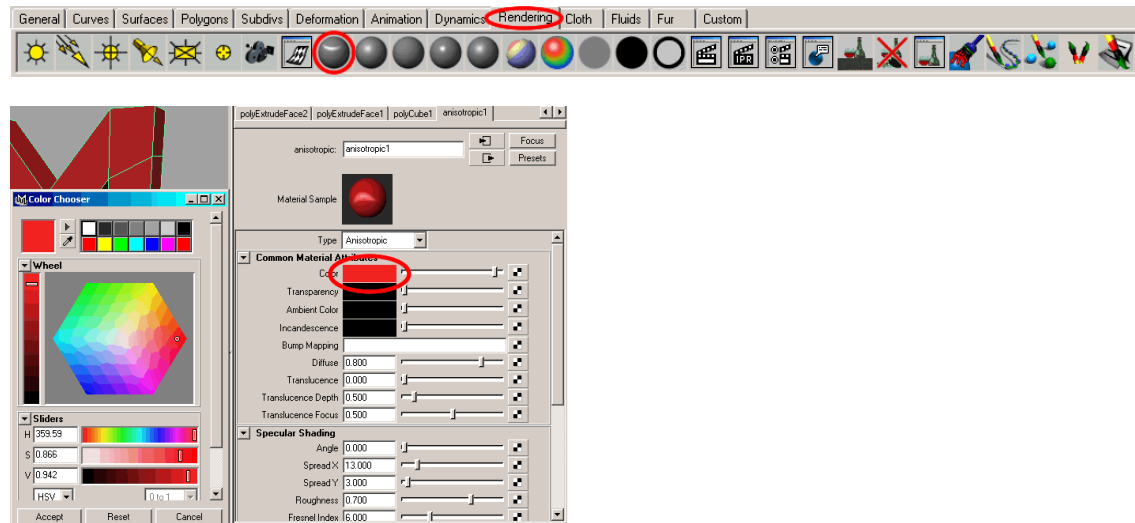 General Curves Surfaces Polygons Subdivs Deformation Animation Dynamics Rendering Cloth Fluids Fur Custom
IPR
polyExtrudeFace2 polyExtrudeFace1 polyCube1 anisotropic1
anisotropic: anisotropic1
Focus
Presets
Material Sample
Color Chooser
Wheel
Sliders
H 359.59
S 0.866
V 0.942
HSV 0 to 1
Accept Reset Cancel
Type Anisotropic
Common Material Attributes
Color
Transparency
Ambient Color
Incandescence
Bump Mapping
Diffuse 0.800
Translucence 0.000
Translucence Depth 0.500
Translucence Focus 0.500
Specular Shading
Angle 0.000
Spread X 13.000
Spread Y 3.000
Roughness 0.700
Fresnel Index 6.000